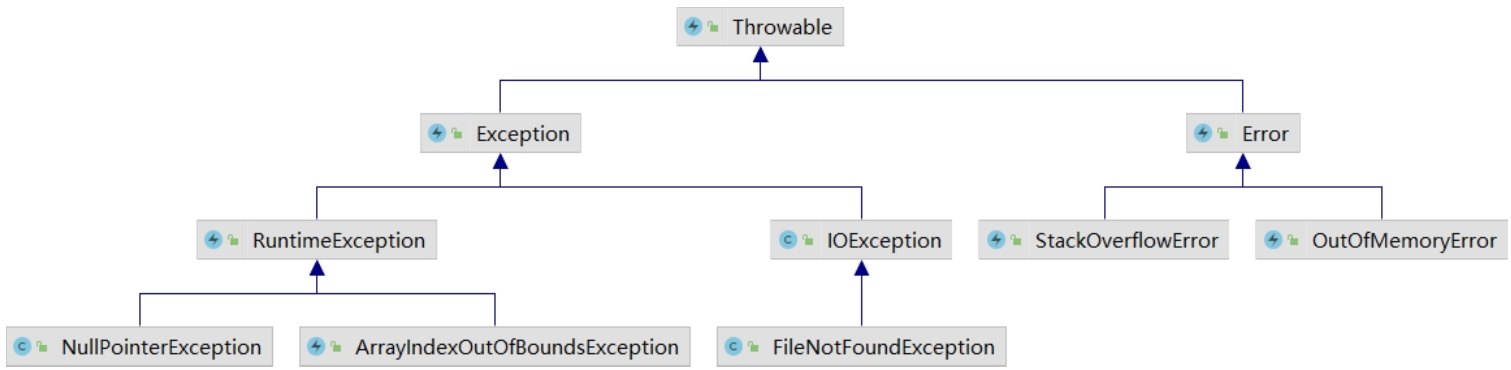 Throwable
Exception
Error
RuntimeException
IOException
StackOverflowError
OutOfMemoryError
NullPointerException
ArrayIndexOutOfBoundsException
FileNotFoundException